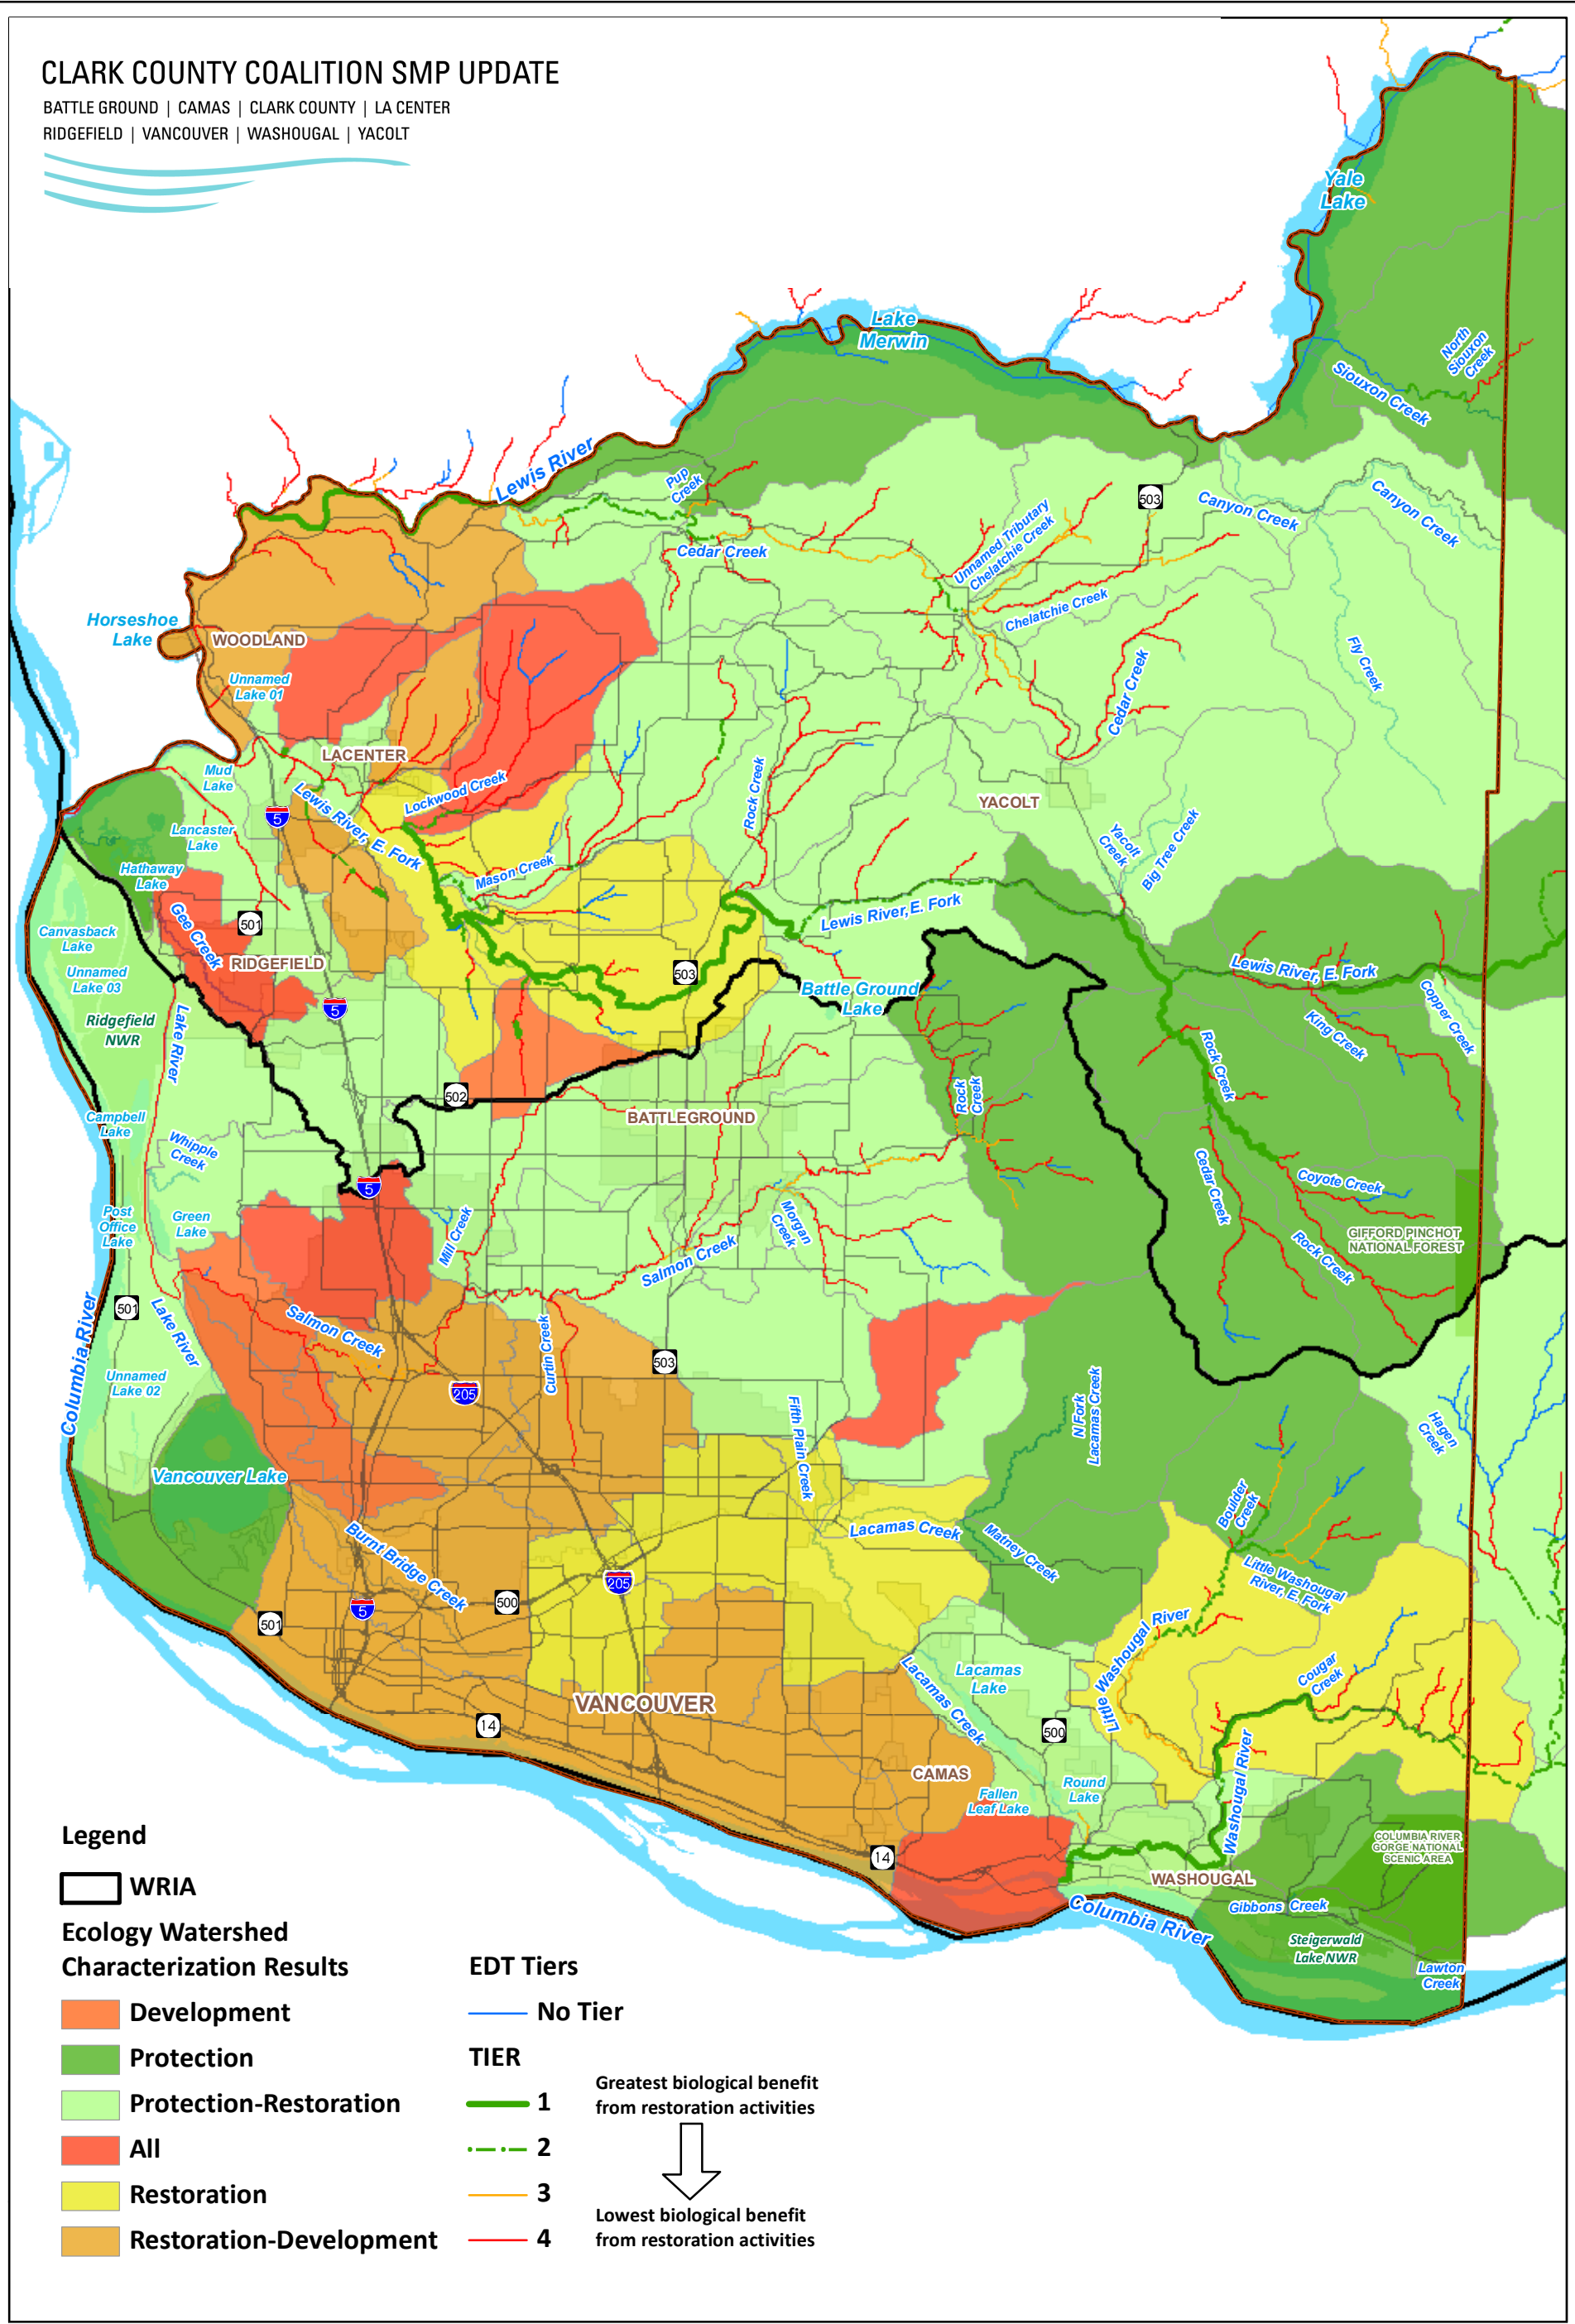 CLARK COUNTY COALITION SMP UPDATE
BATTLE GROUND | CAMAS | CLARK COUNTY | LA CENTER
RIDGEFIELD | VANCOUVER | WASHOUGAL | YACOLT
Yale
Lake
Lake
Merwin
North
Siouxon
Creek
Siouxon Creek
Lewis River
Pup
Creek
503
Canyon Creek
Canyon Creek
Cedar Creek
Unnamed Tributary
Chelatchie Creek
Chelatchie Creek
Horseshoe
Lake
WOODLAND
Fly Creek
Unnamed
Lake 01
Cedar Creek
LACENTER
Mud
Lake
Lockwood Creek
Rock Creek
YACOLT
5
Lewis River, E. Fork
Lancaster
Lake
Yacolt
Creek
Big Tree Creek
Hathaway
Lake
Mason Creek
Gee Creek
501
Lewis River, E. Fork
Canvasback
Lake
RIDGEFIELD
503
Lewis River, E. Fork
Unnamed
Lake 03
Battle Ground
Lake
Copper Creek
5
Ridgefield
NWR
Lake River
King Creek
Rock Creek
502
Rock
Creek
Campbell
Lake
BATTLEGROUND
Whipple
Creek
5
Cedar Creek
Coyote Creek
Post
Office
Lake
Green
Lake
Mill Creek
Morgan
Creek
GIFFORD PINCHOT
NATIONAL FOREST
Salmon Creek
Rock Creek
501
Lake River
Salmon Creek
Columbia River
Curtin Creek
503
Unnamed
Lake 02
205
Fifth Plain Creek
N Fork
Lacamas Creek
Hagen
Creek
Vancouver Lake
Boulder
Creek
Burnt Bridge Creek
Lacamas Creek
Matney Creek
205
Little Washougal
River, E. Fork
500
5
501
Little Washougal River
Lacamas Creek
Lacamas
Lake
Cougar
Creek
VANCOUVER
14
500
Washougal River
CAMAS
Fallen
Leaf Lake
Round
Lake
14
COLUMBIA RIVER
GORGE NATIONAL
SCENIC AREA
WASHOUGAL
Columbia River
Gibbons Creek
Steigerwald
Lake NWR
Lawton
Creek
Legend
WRIA
Ecology Watershed
Characterization Results
Development
Protection
Protection-Restoration
All
Restoration
Restoration-Development
EDT Tiers
No Tier
TIER
1
2
3
4
Greatest biological benefit
from restoration activities
Lowest biological benefit
from restoration activities